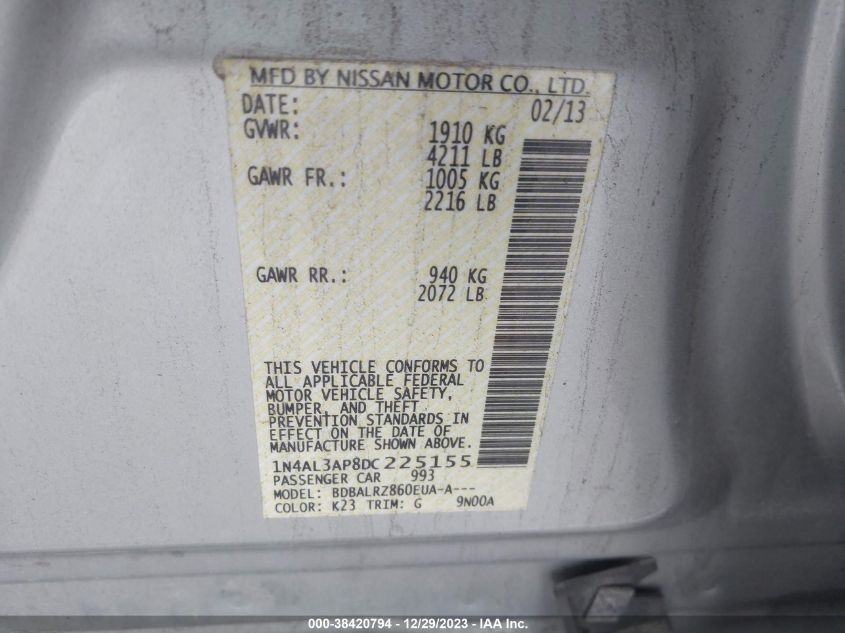 MFD BY NISSAN MOTOR CO., LTD.
DATE: 02/13
GVWR: 1910 KG
4211 LB
GAWR FR.: 1005 KG
2216 LB
GAWR RR.: 940 KG
2072 LB
THIS VEHICLE CONFORMS TO
ALL APPLICABLE FEDERAL
MOTOR VEHICLE SAFETY,
BUMPER, AND THEFT
PREVENTION STANDARDS IN
EFFECT ON THE DATE OF
MANUFACTURE SHOWN ABOVE.
1N4AL3AP8DC225155
PASSENGER CAR 993
MODEL: BDBALRZ860EUA-A---
COLOR: K23 TRIM: G 9N00A
000-38420794 - 12/29/2023 - IAA Inc.